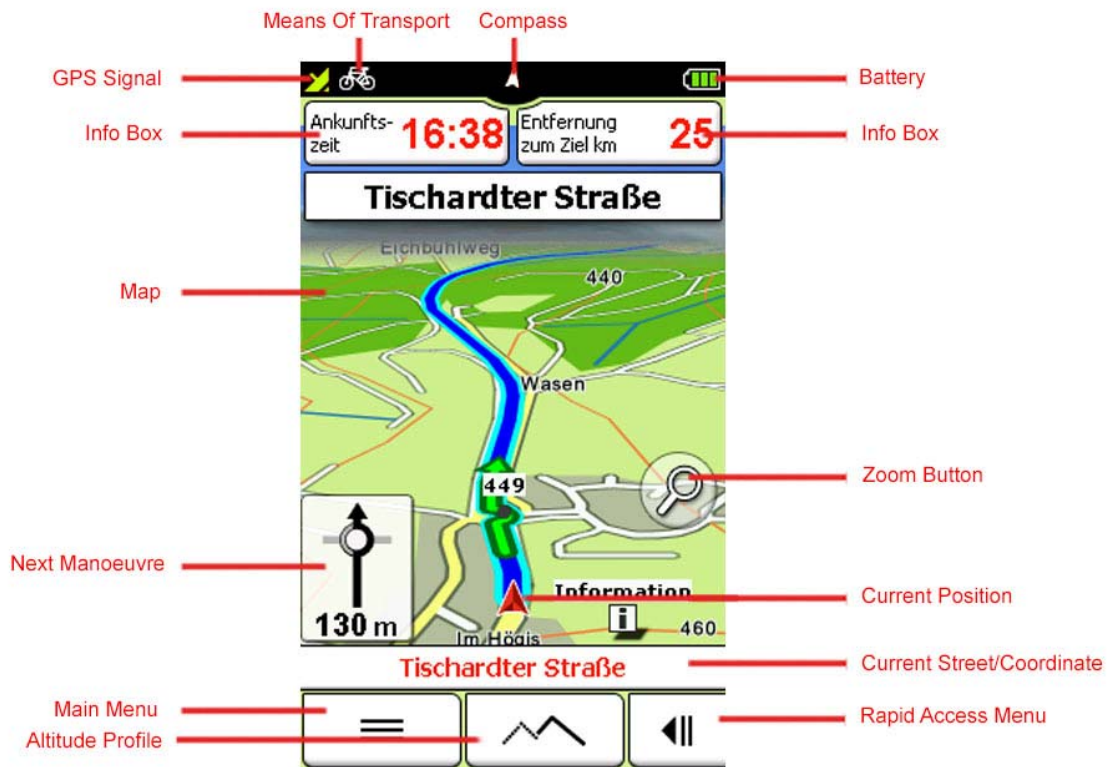 Means Of Transport
Compass
GPS Signal
Battery
Info Box
Ankunfts-
zeit
16:38
Entfernung
zum Ziel km
25
Info Box
Tischardter Straße
Eichbühlweg
Map
440
Wasen
449
Zoom Button
Next Manoeuvre
130 m
Information
i
Current Position
Im Högis
460
Tischardter Straße
Current Street/Coordinate
Main Menu
Altitude Profile
Rapid Access Menu